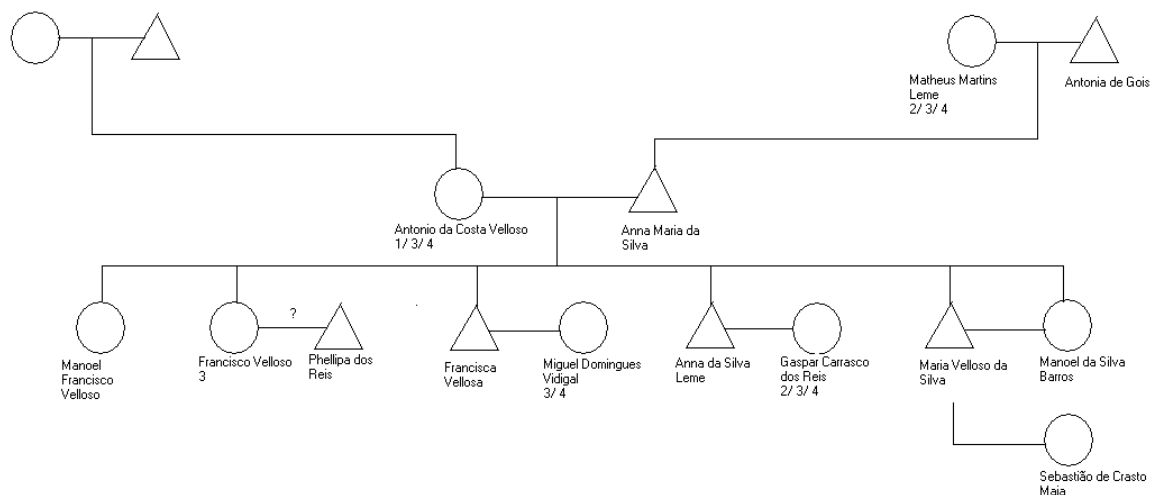 Matheus Martins
Leme
2/ 3/ 4
Antonia de Gois
Antonio da Costa Velloso
1/ 3/ 4
Anna Maria da
Silva
?
Manoel
Francisco
Velloso
Francisco Velloso
3
Phellipa dos
Reis
Francisca
Vellosa
Miguel Domingues
Vidigal
3/ 4
Anna da Silva
Leme
Gaspar Carrasco
dos Reis
2/ 3/ 4
Maria Velloso da
Silva
Manoel da Silva
Barros
Sebastião de Crasto
Maia